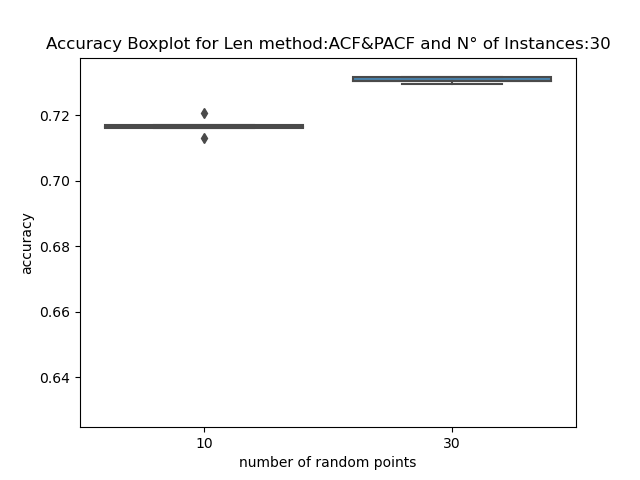 Accuracy Boxplot for Len method:ACF&PACF and N° of Instances:30
0.72
0.70
0.68
0.66
0.64
accuracy
10
30
number of random points